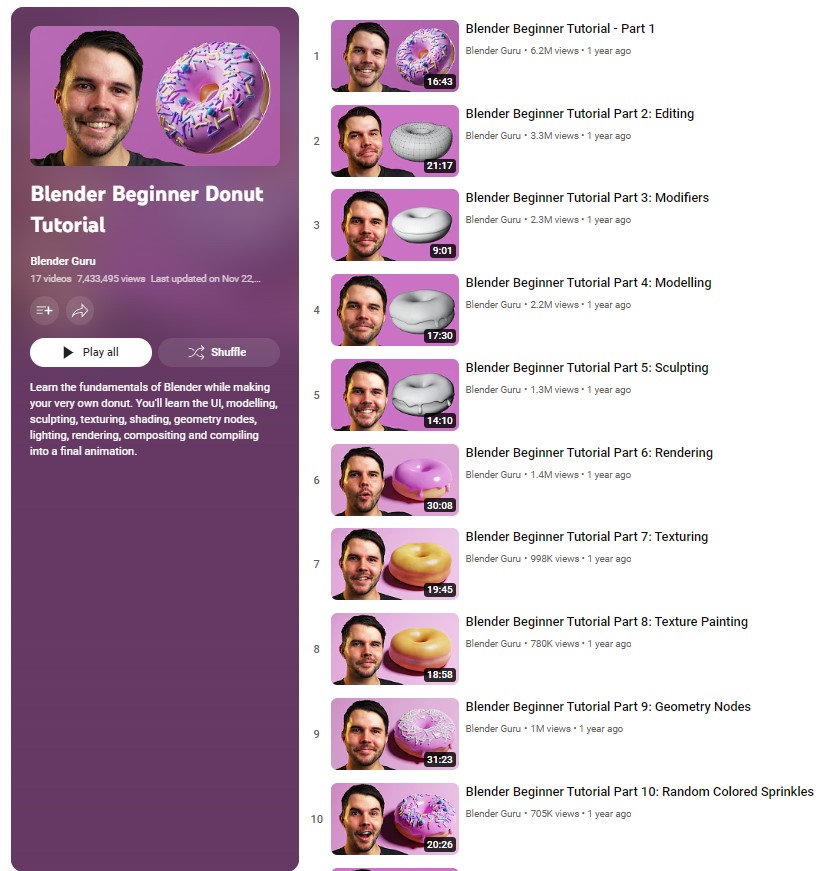 Blender Beginner Donut
Tutorial
Blender Guru
17 videos 7,433,495 views Last updated on Nov 22,...
Play all
Shuffle
Learn the fundamentals of Blender while making
your very own donut. You'll learn the UI, modelling,
sculpting, texturing, shading, geometry nodes,
lighting, rendering, compositing and compiling
into a final animation.
1
16:43
Blender Beginner Tutorial - Part 1
Blender Guru • 6.2M views • 1 year ago
2
21:17
Blender Beginner Tutorial Part 2: Editing
Blender Guru • 3.3M views • 1 year ago
3
9:01
Blender Beginner Tutorial Part 3: Modifiers
Blender Guru • 2.3M views • 1 year ago
4
17:30
Blender Beginner Tutorial Part 4: Modelling
Blender Guru • 2.2M views • 1 year ago
5
14:10
Blender Beginner Tutorial Part 5: Sculpting
Blender Guru • 1.3M views • 1 year ago
6
30:08
Blender Beginner Tutorial Part 6: Rendering
Blender Guru • 1.4M views • 1 year ago
7
19:45
Blender Beginner Tutorial Part 7: Texturing
Blender Guru • 998K views • 1 year ago
8
18:58
Blender Beginner Tutorial Part 8: Texture Painting
Blender Guru • 780K views • 1 year ago
9
31:23
Blender Beginner Tutorial Part 9: Geometry Nodes
Blender Guru • 1M views • 1 year ago
10
20:26
Blender Beginner Tutorial Part 10: Random Colored Sprinkles
Blender Guru • 705K views • 1 year ago